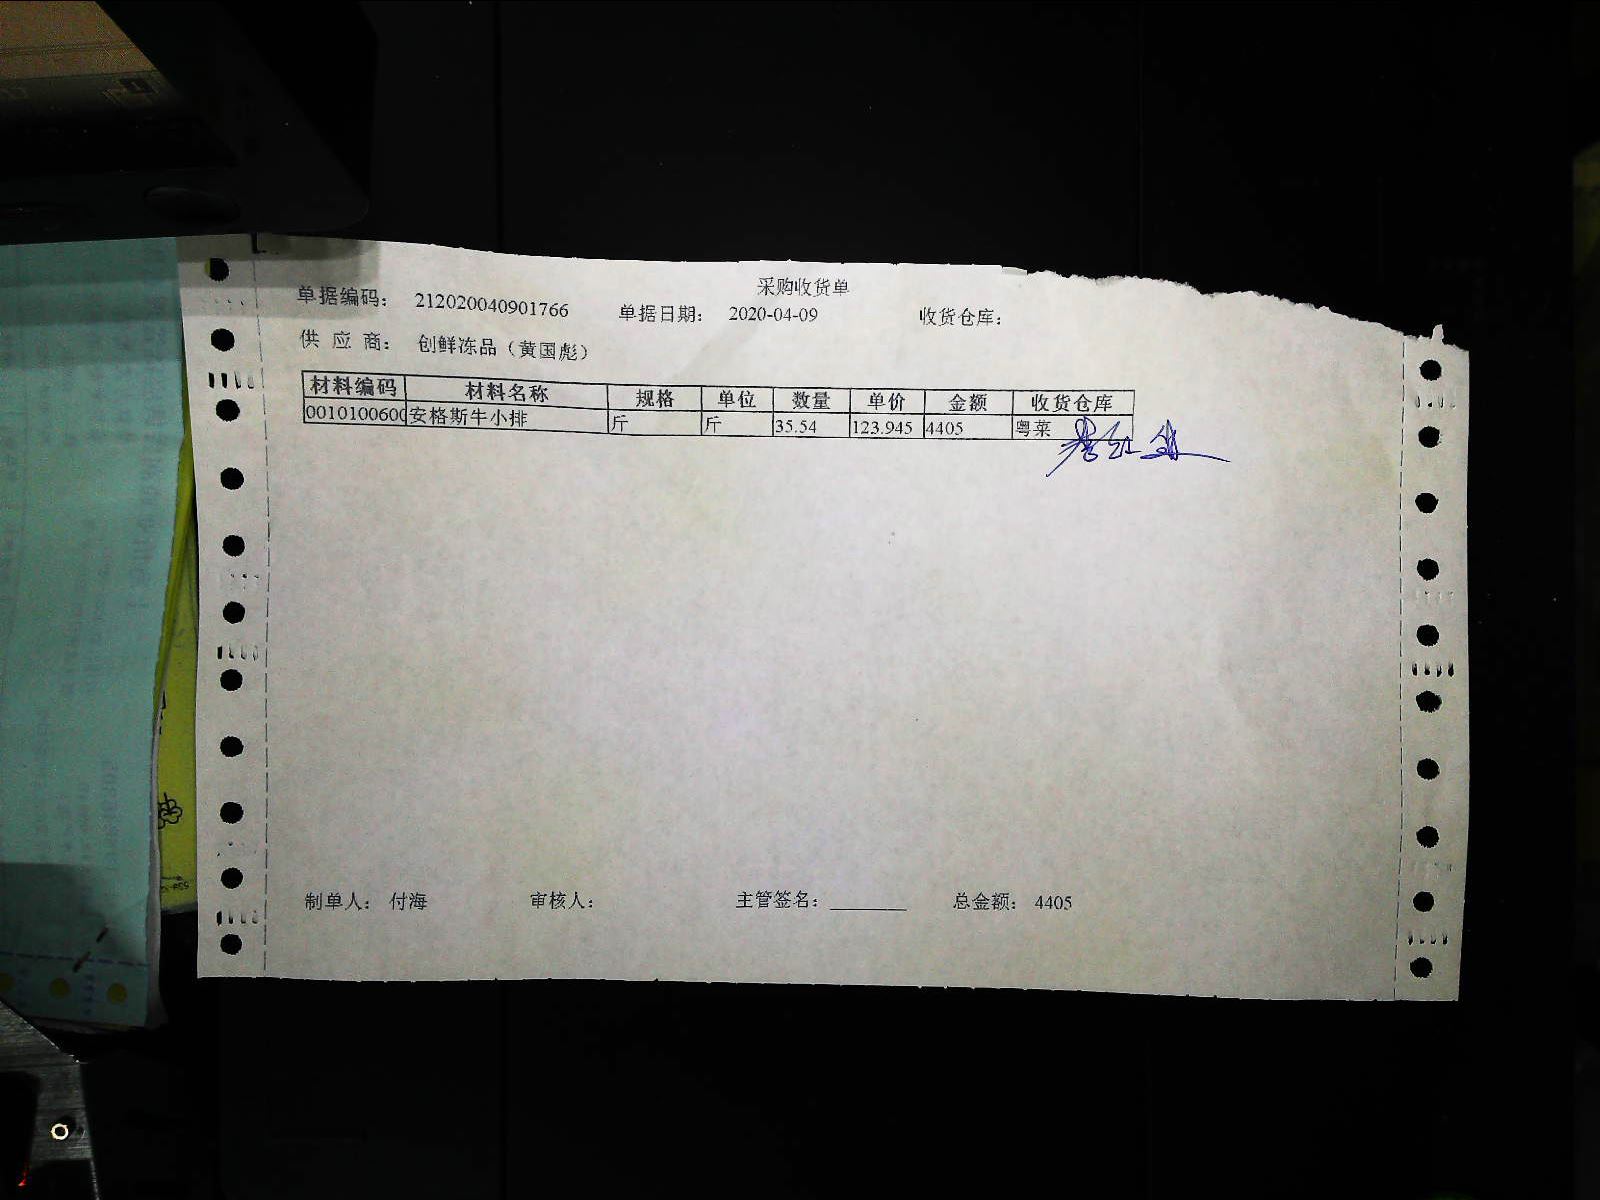 采购收货单
单据编码： 212020040901766 单据日期： 2020-04-09 收货仓库：
供 应 商： 创鲜冻品（黄国彪）
材料编码 材料名称 规格 单位 数量 单价 金额 收货仓库
0010100600 安格斯牛小排 斤 斤 35.54 123.945 4405 粤菜
制单人： 付海 审核人： 主管签名： 总金额： 4405